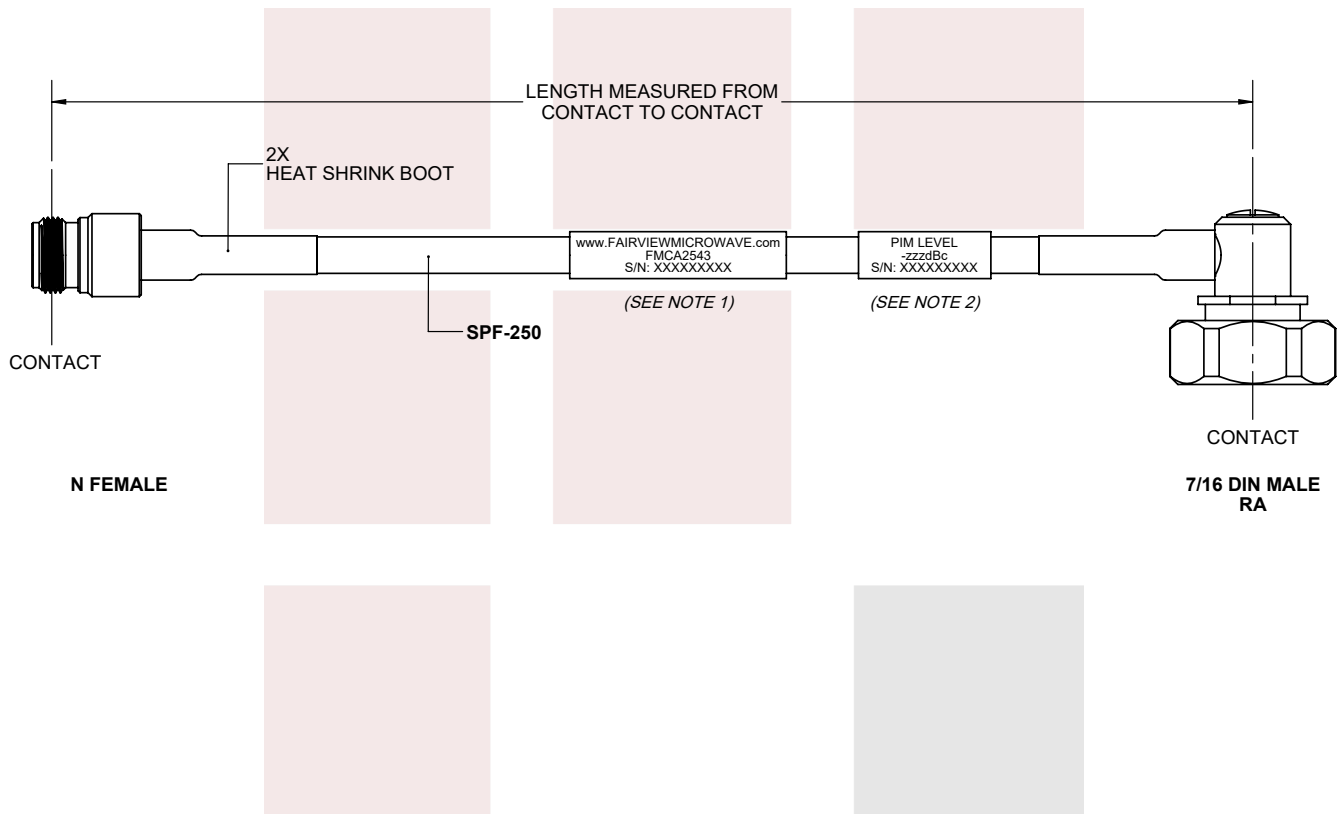 LENGTH MEASURED FROM
CONTACT TO CONTACT
2X
HEAT SHRINK BOOT
www.FAIRVIEWMICROWAVE.com
FMCA2543
S/N: XXXXXXXXX
PIM LEVEL
-zzzdBc
S/N: XXXXXXXXX
(SEE NOTE 1)
(SEE NOTE 2)
SPF-250
CONTACT
CONTACT
N FEMALE
7/16 DIN MALE
RA